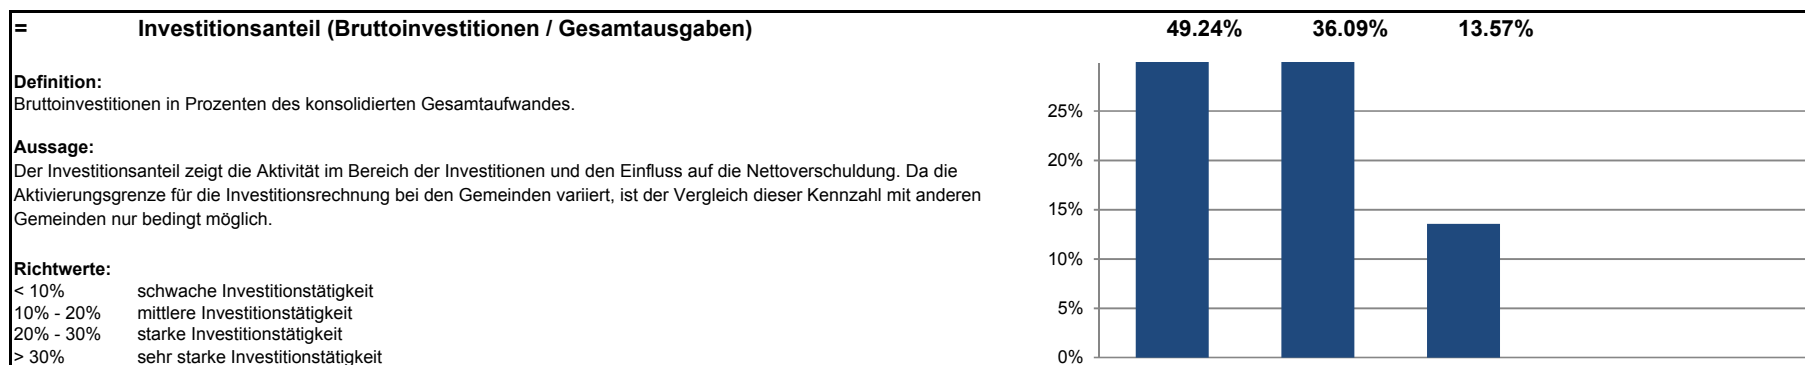 = Investitionsanteil (Bruttoinvestitionen / Gesamtausgaben) 49.24% 36.09% 13.57%
Definition:
Bruttoinvestitionen in Prozenten des konsolidierten Gesamtaufwandes.
Aussage:
Der Investitionsanteil zeigt die Aktivität im Bereich der Investitionen und den Einfluss auf die Nettoverschuldung. Da die
Aktivierungsgrenze für die Investitionsrechnung bei den Gemeinden variiert, ist der Vergleich dieser Kennzahl mit anderen
Gemeinden nur bedingt möglich.
Richtwerte:
< 10% schwache Investitionstätigkeit
10% - 20% mittlere Investitionstätigkeit
20% - 30% starke Investitionstätigkeit
> 30% sehr starke Investitionstätigkeit
25%
20%
15%
10%
5%
0%